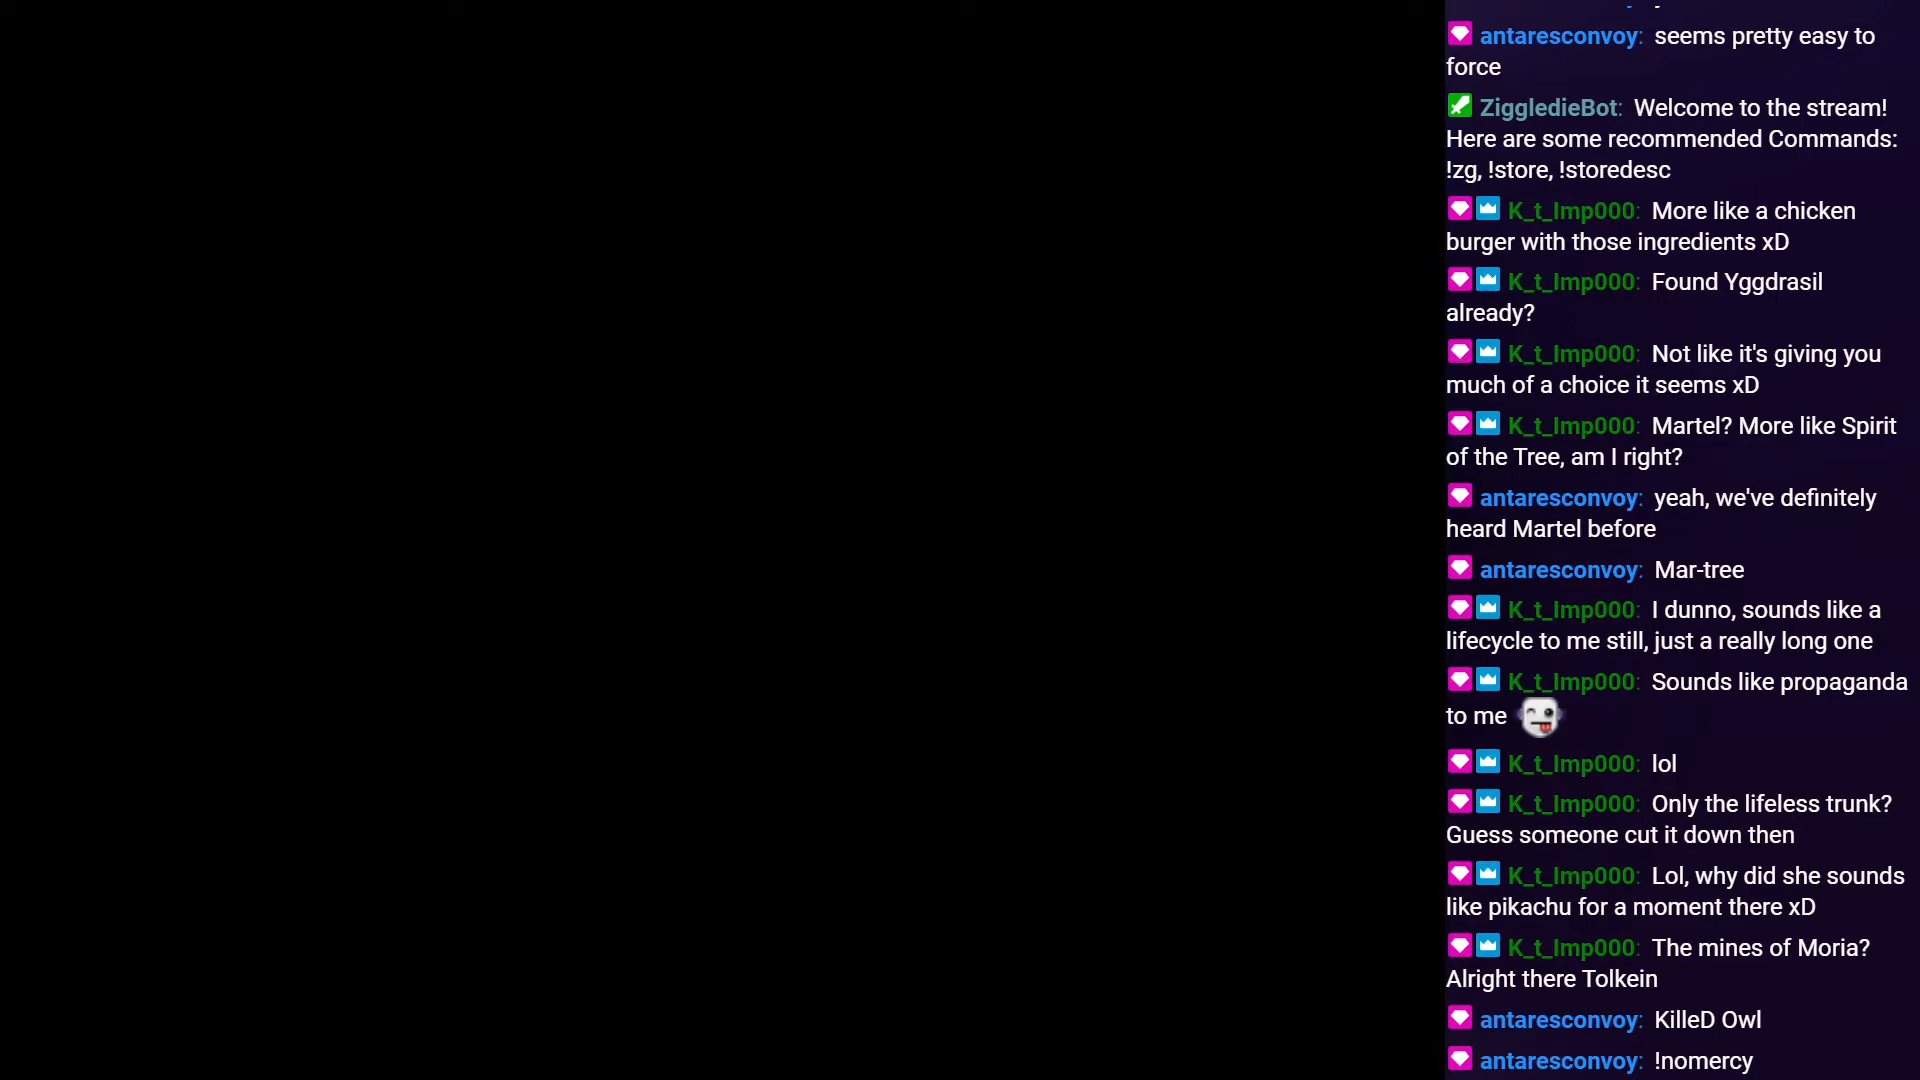 antaresconvoy: seems pretty easy to
force
ZiggledieBot: Welcome to the stream!
Here are some recommended Commands:
!zg, !store, !storedesc
K_t_Imp000: More like a chicken
burger with those ingredients xD
K_t_Imp000: Found Yggdrasil
already?
K_t_Imp000: Not like it's giving you
much of a choice it seems xD
K_t_Imp000: Martel? More like Spirit
of the Tree, am I right?
antaresconvoy: yeah, we've definitely
heard Martel before
antaresconvoy: Mar-tree
K_t_Imp000: I dunno, sounds like a
lifecycle to me still, just a really long one
K_t_Imp000: Sounds like propaganda
to me
K_t_Imp000: lol
K_t_Imp000: Only the lifeless trunk?
Guess someone cut it down then
K_t_Imp000: Lol, why did she sounds
like pikachu for a moment there xD
K_t_Imp000: The mines of Moria?
Alright there Tolkein
antaresconvoy: KilleD Owl
antaresconvoy: !nomercy